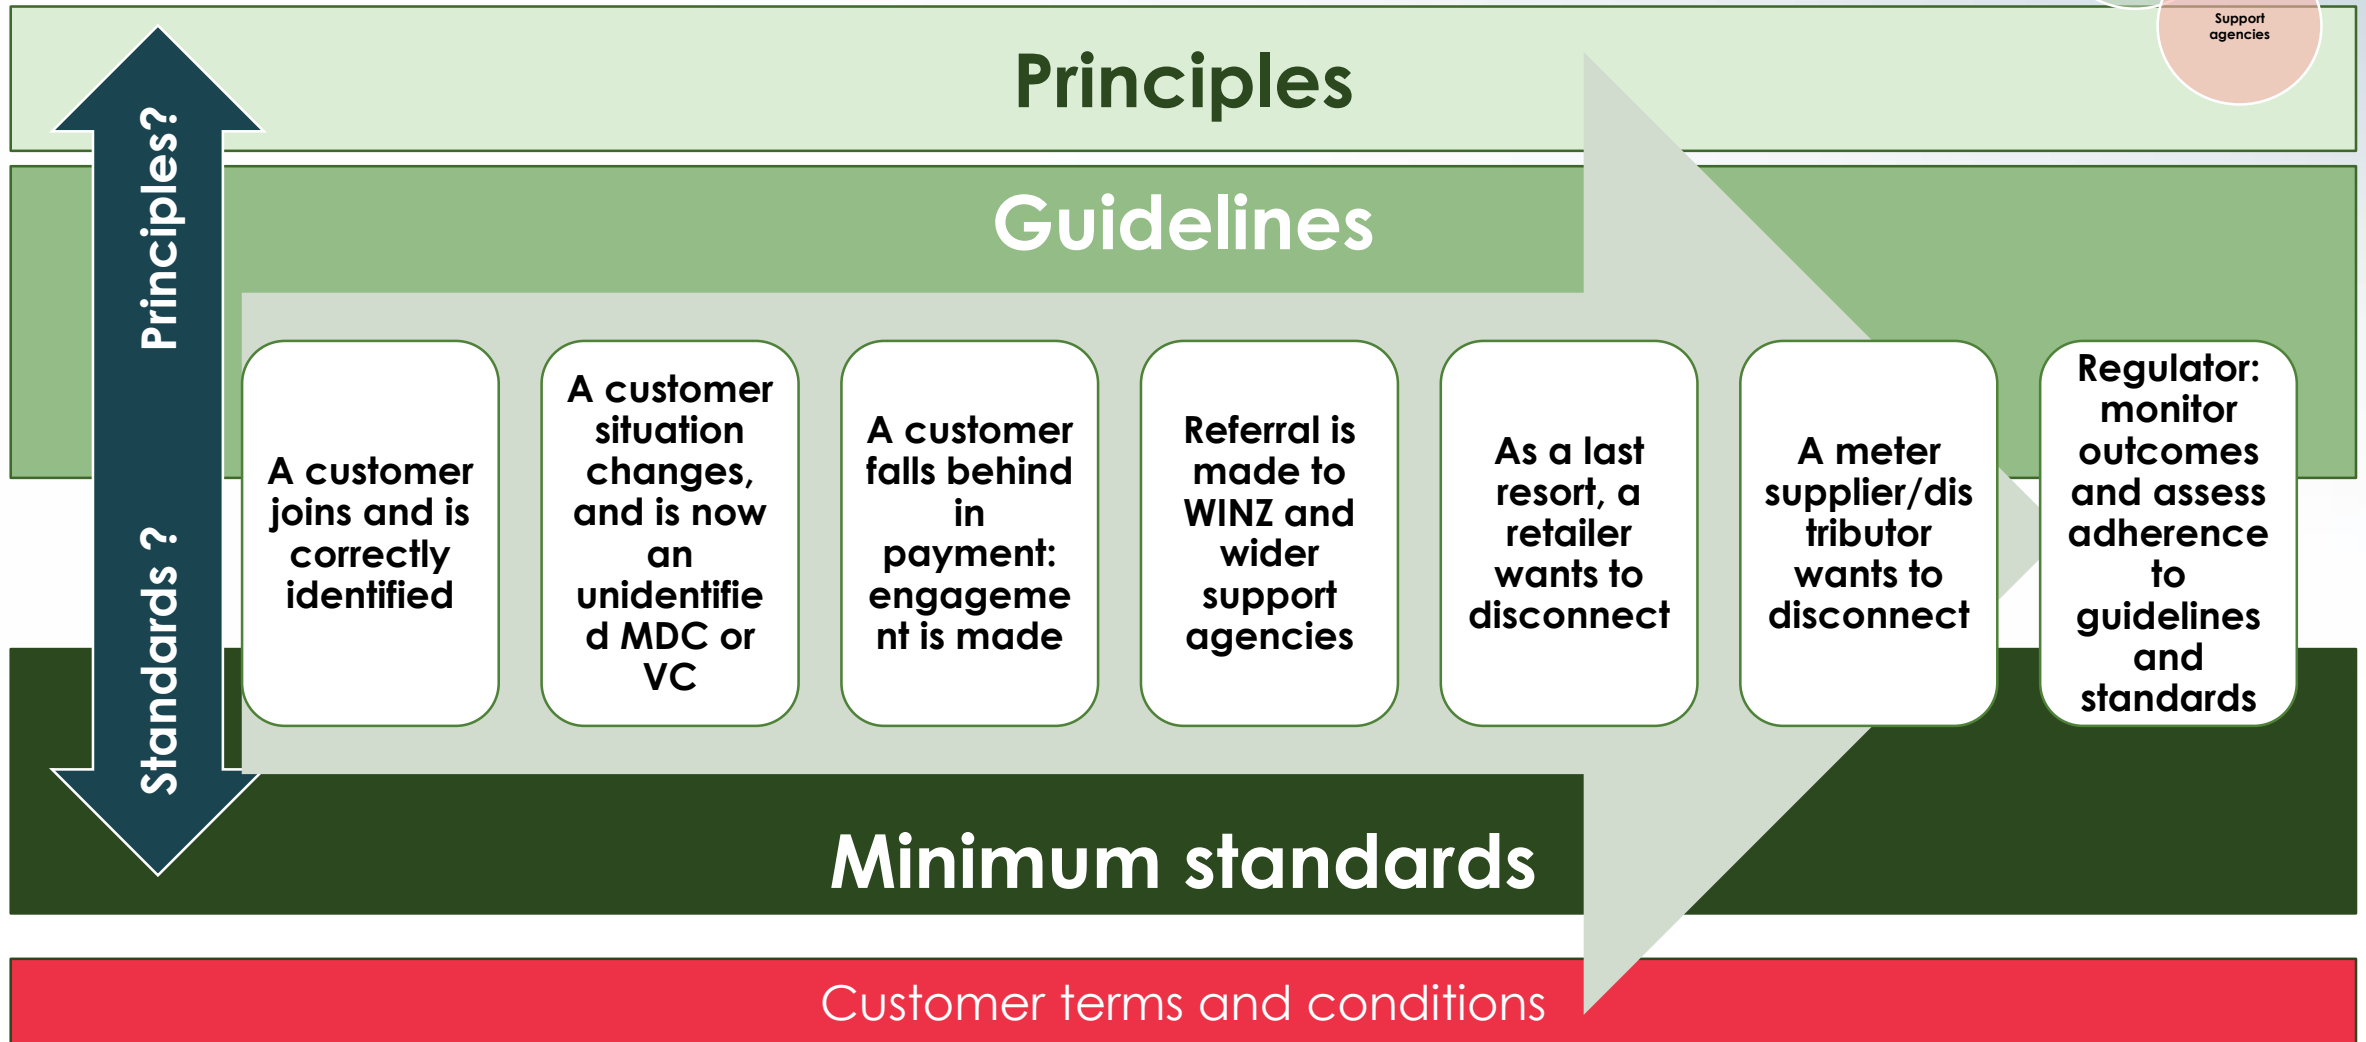 Support
agencies
Principles
Guidelines
Principles?
Standards ?
A customer
joins and is
correctly
identified
A customer
situation
changes,
and is now
an
unidentifie
d MDC or
VC
A customer
falls behind
in
payment:
engageme
nt is made
Referral is
made to
WINZ and
wider
support
agencies
As a last
resort, a
retailer
wants to
disconnect
A meter
supplier/dis
tributor
wants to
disconnect
Regulator:
monitor
outcomes
and assess
adherence
to
guidelines
and
standards
Minimum standards
Customer terms and conditions